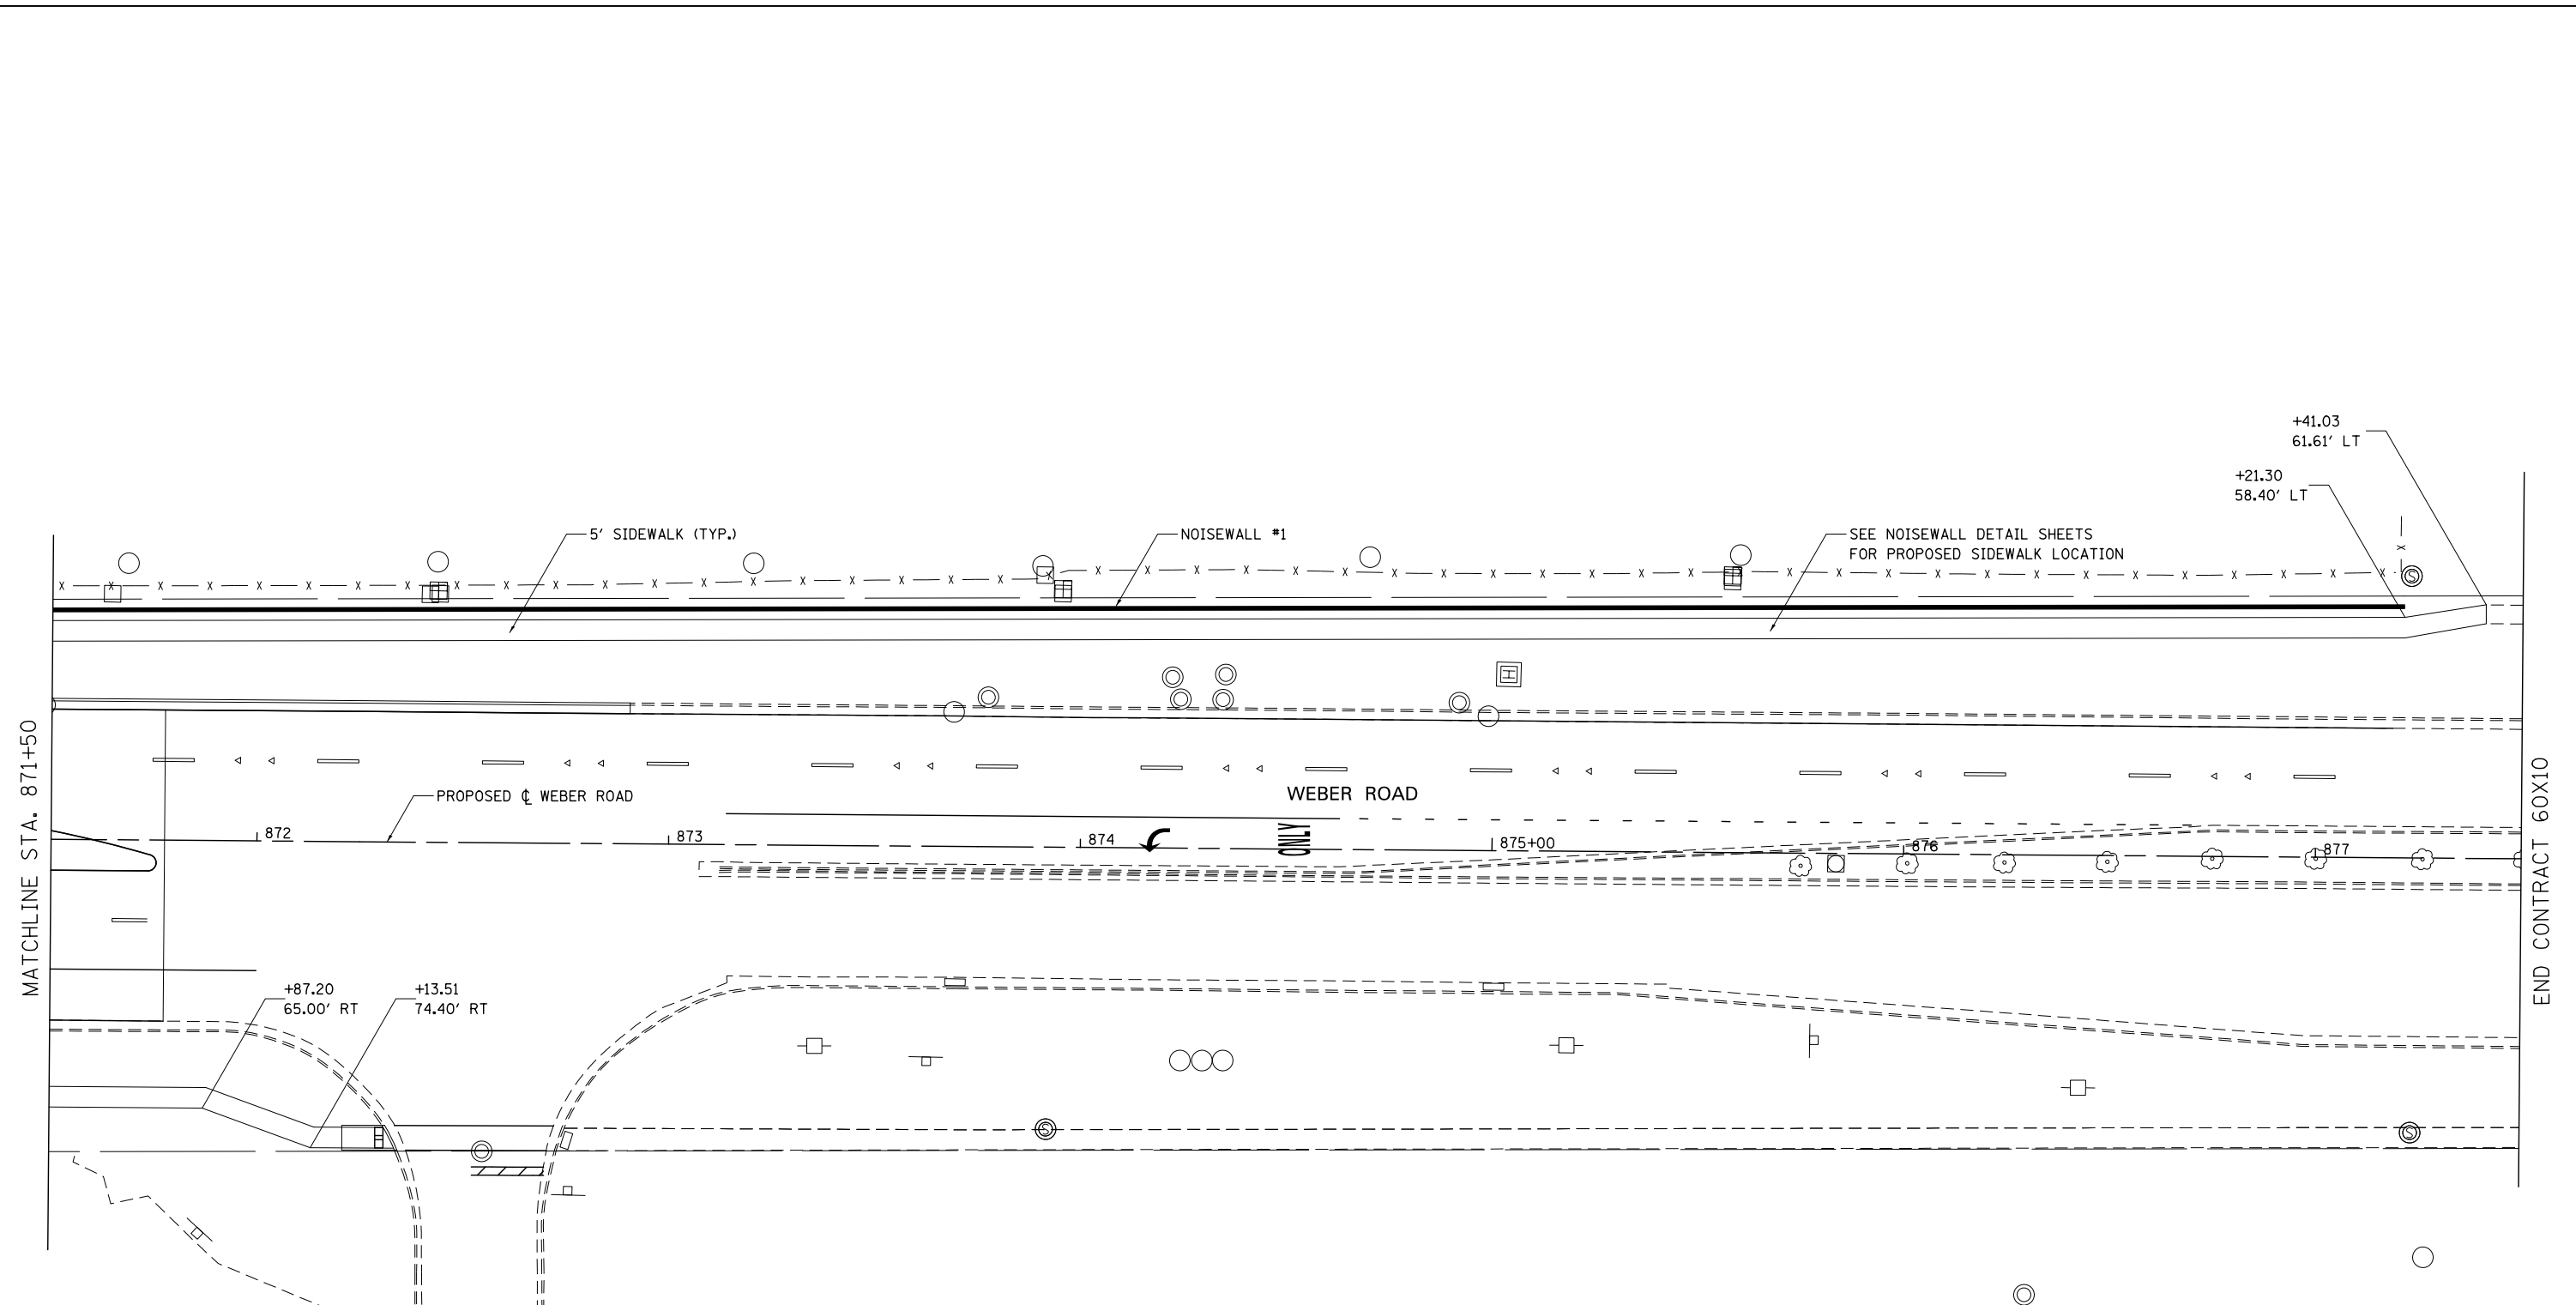 +41.03
61.61' LT
+21.30
58.40' LT
5' SIDEWALK (TYP.)
NOISEWALL #1
SEE NOISEWALL DETAIL SHEETS
FOR PROPOSED SIDEWALK LOCATION
MATCHLINE STA. 871+50
END CONTRACT 60X10
PROPOSED ℄ WEBER ROAD
WEBER ROAD
872
873
874
ONLY
875+00
876
877
+87.20
65.00' RT
+13.51
74.40' RT